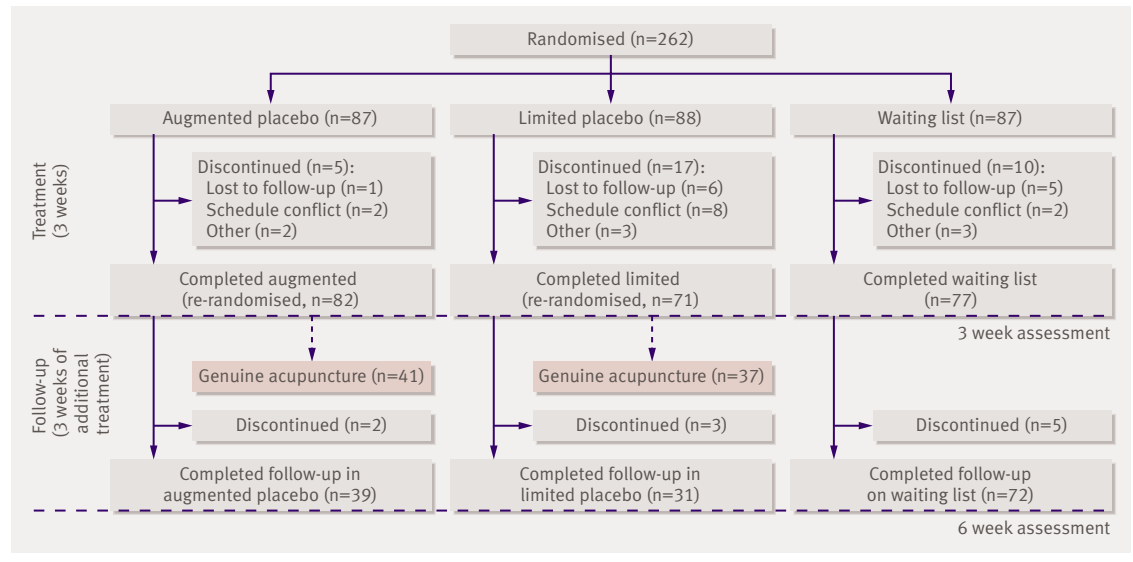 Randomised (n=262)
Augmented placebo (n=87)
Limited placebo (n=88)
Waiting list (n=87)
Treatment
(3 weeks)
Discontinued (n=5):
Lost to follow-up (n=1)
Schedule conflict (n=2)
Other (n=2)
Discontinued (n=17):
Lost to follow-up (n=6)
Schedule conflict (n=8)
Other (n=3)
Discontinued (n=10):
Lost to follow-up (n=5)
Schedule conflict (n=2)
Other (n=3)
Completed augmented
(re-randomised, n=82)
Completed limited
(re-randomised, n=71)
Completed waiting list
(n=77)
3 week assessment
Follow-up
(3 weeks of
additional
treatment)
Genuine acupuncture (n=41)
Genuine acupuncture (n=37)
Discontinued (n=2)
Discontinued (n=3)
Discontinued (n=5)
Completed follow-up in
augmented placebo (n=39)
Completed follow-up in
limited placebo (n=31)
Completed follow-up
on waiting list (n=72)
6 week assessment